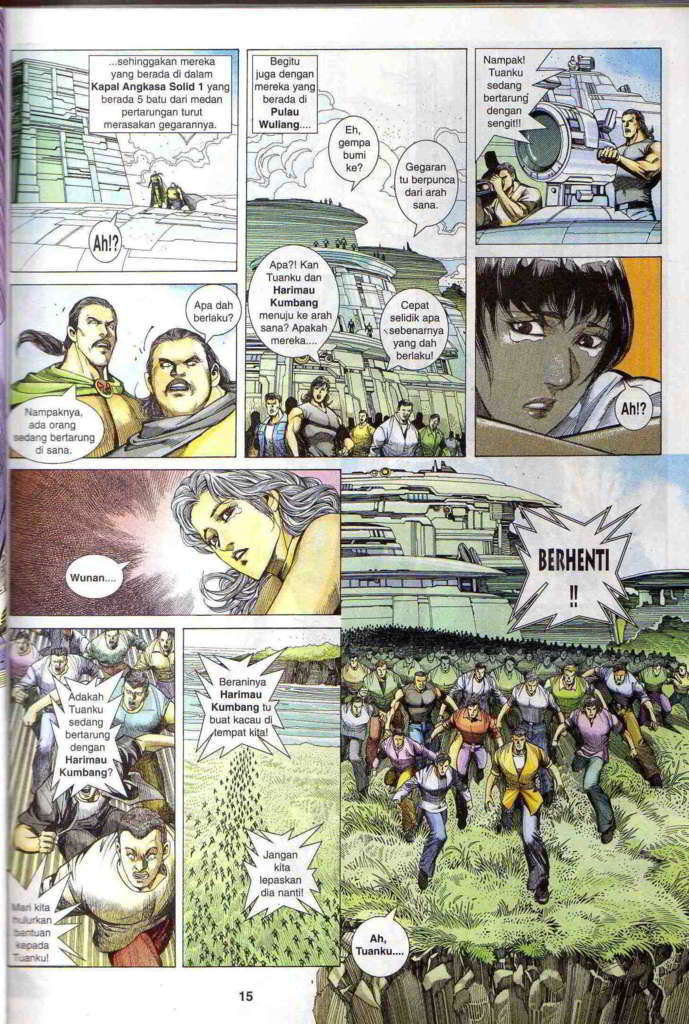 ...sehinggakan mereka
yang berada di dalam
Kapal Angkasa Solid 1 yang
berada 5 batu dari medan
pertarungan turut
merasakan gegarannya.
Ah!?
Begitu
juga dengan
mereka yang
berada di
Pulau
Wuliang....
Eh,
gempa
bumi
ke?
Gegaran
tu berpunca
dari arah
sana.
Apa?! Kan
Tuanku dan
Harimau
Kumbang
menuju ke arah
sana? Apakah
mereka....
Cepat
selidik apa
sebenarnya
yang dah
berlaku!
Nampak!
Tuanku
sedang
bertarung
dengan
sengit!!
Ah!?
Apa dah
berlaku?
Nampaknya,
ada orang
sedang bertarung
di sana.
Wunan....
BERHENTI
!!
Adakah
Tuanku
sedang
bertarung
dengan
Harimau
Kumbang?
Mari kita
hulurkan
bantuan
kepada
Tuanku!
Beraninya
Harimau
Kumbang tu
buat kacau di
tempat kita!
Jangan
kita
lepaskan
dia nanti!
Ah,
Tuanku....
15